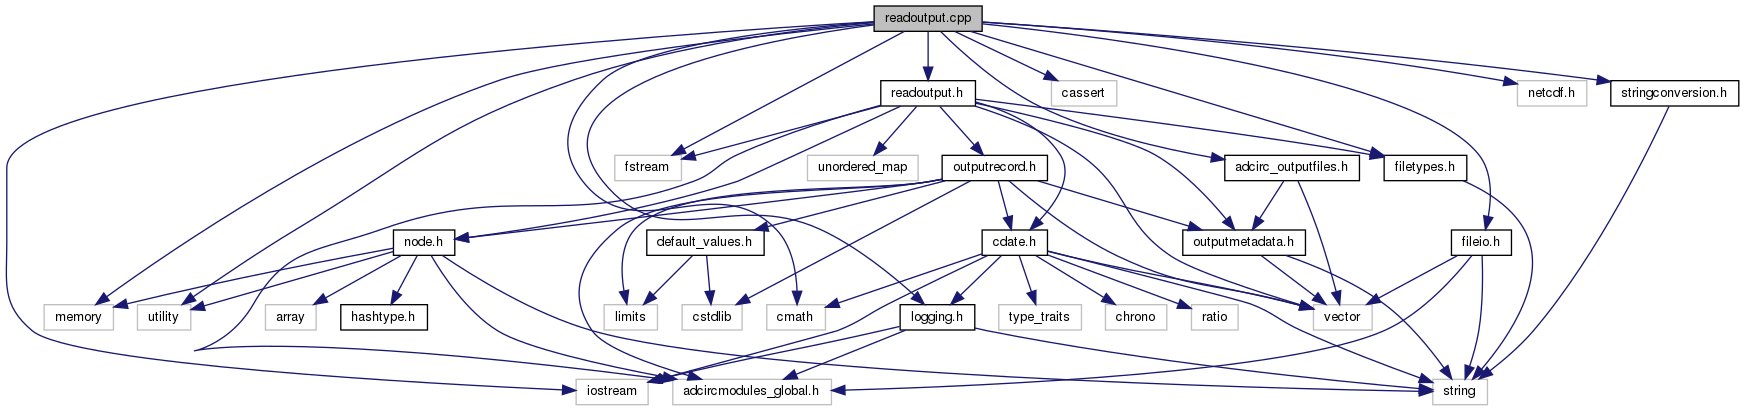 readoutput.cpp
readoutput.h
cassert
netcdf.h
stringconversion.h
fstream
unordered_map
outputrecord.h
adcirc_outputfiles.h
filetypes.h
node.h
default_values.h
cdate.h
outputmetadata.h
fileio.h
memory
utility
array
hashtype.h
limits
cstdlib
cmath
logging.h
type_traits
chrono
ratio
vector
iostream
adcircmodules_global.h
string